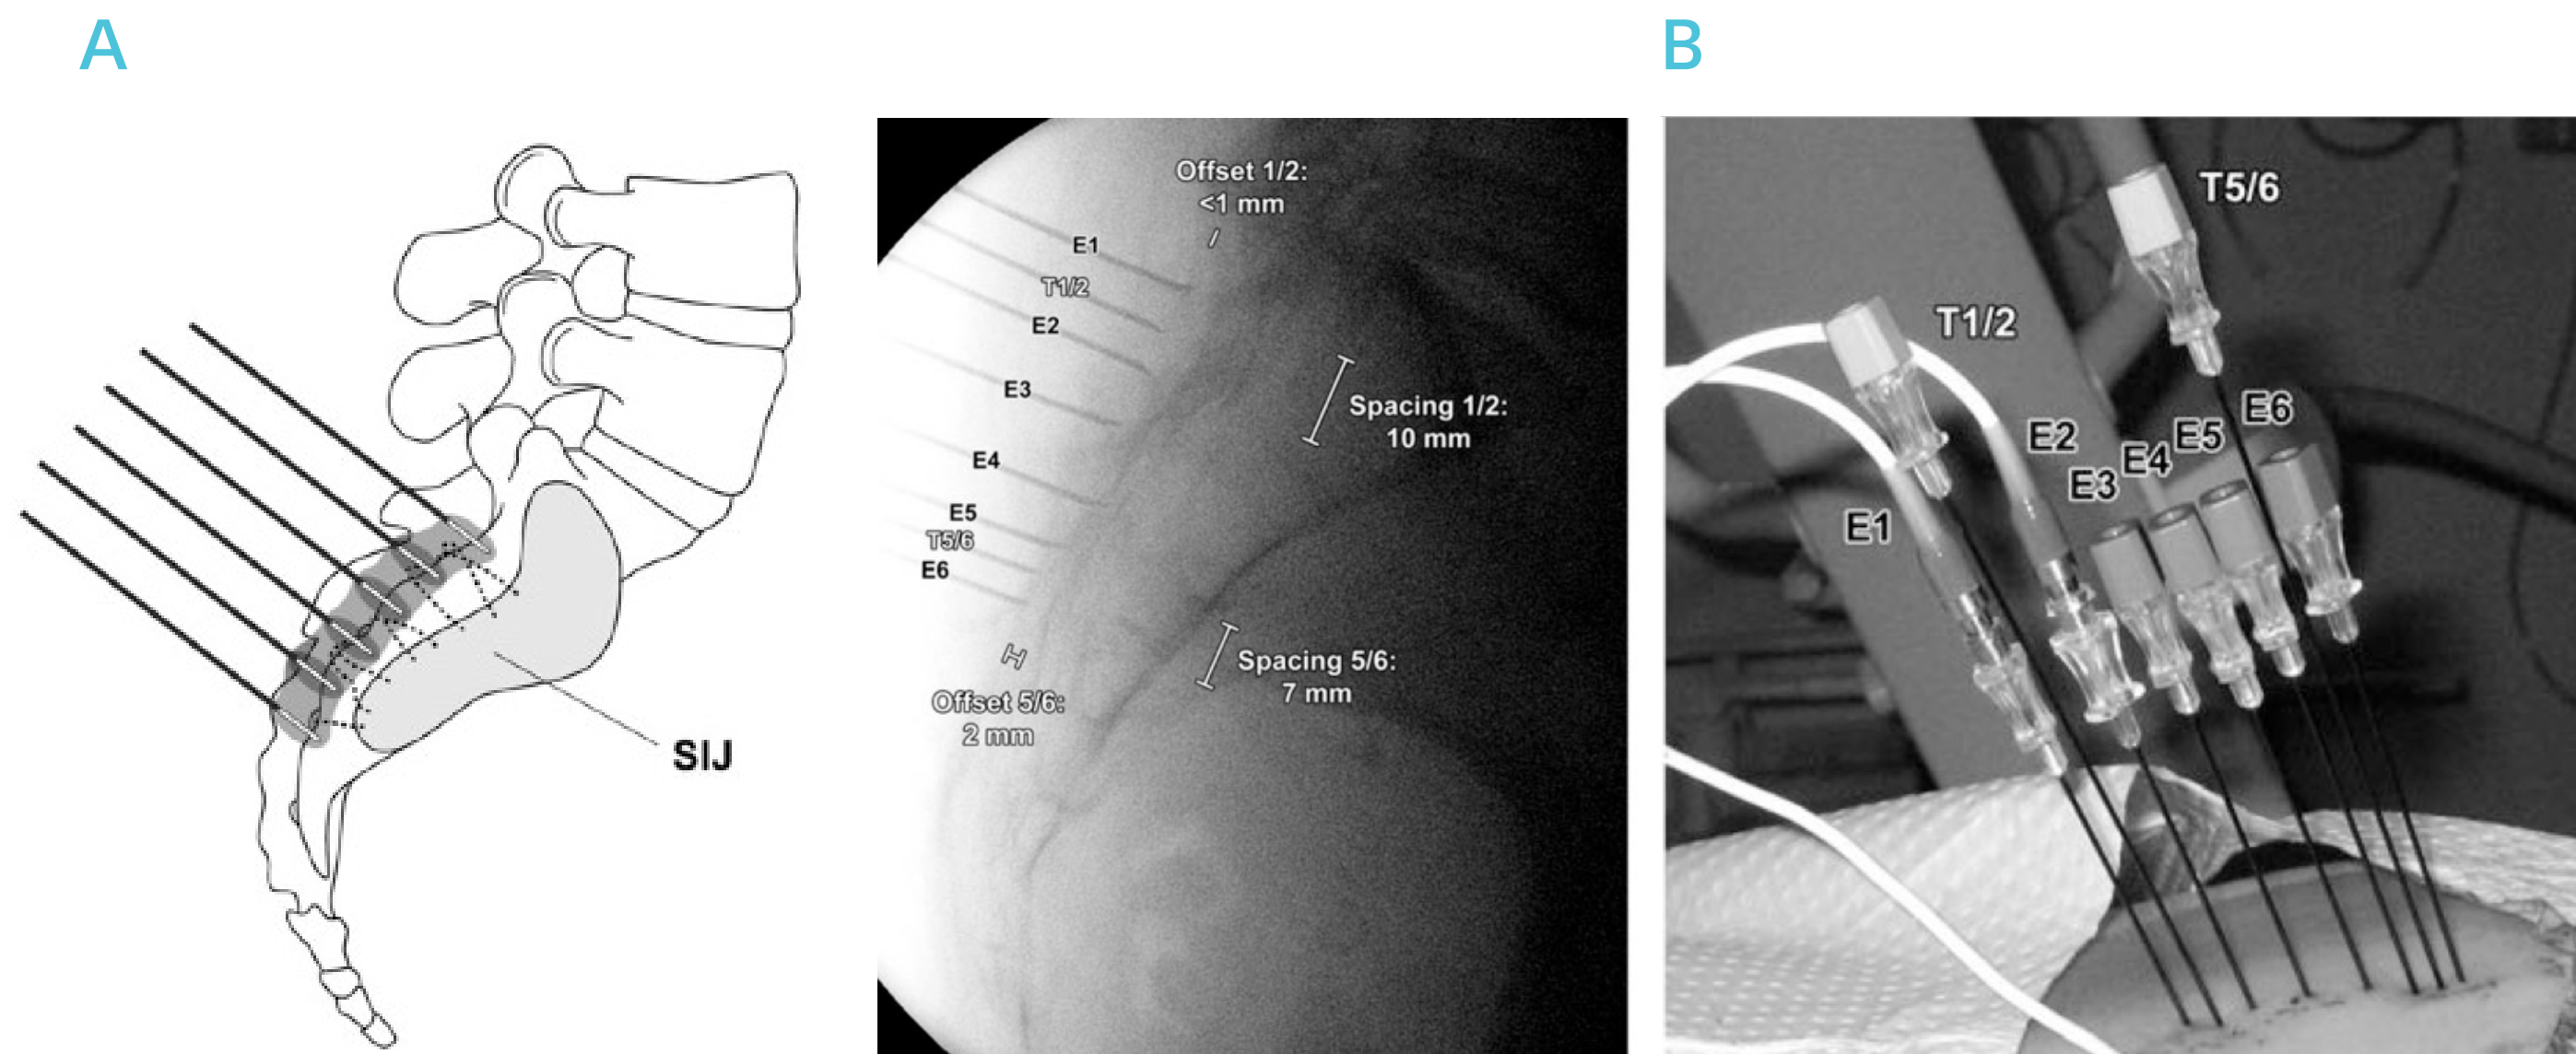 A
B
SIJ
Offset 1/2:
<1 mm
E1
T1/2
E2
E3
E4
E5
T5/6
E6
Spacing 1/2:
10 mm
Spacing 5/6:
7 mm
Offset 5/6:
2 mm
T5/6
T1/2
E6
E5
E2
E4
E3
E1